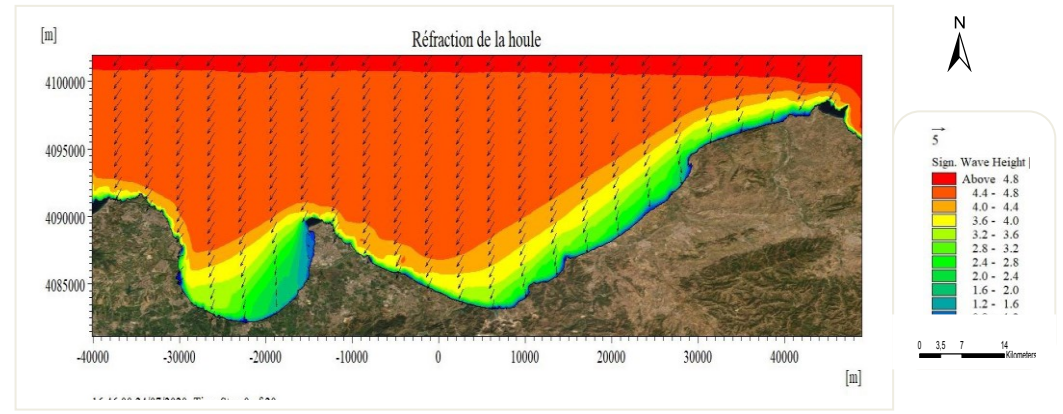 [m]
Réfraction de la houle
N
4100000
4095000
4090000
4085000
-40000 -30000 -20000 -10000 0 10000 20000 30000 40000
[m]
5
Sign. Wave Height |
Above 4.8
4.4 - 4.8
4.0 - 4.4
3.6 - 4.0
3.2 - 3.6
2.8 - 3.2
2.4 - 2.8
2.0 - 2.4
1.6 - 2.0
1.2 - 1.6
0 3,5 7 14
Kilometers